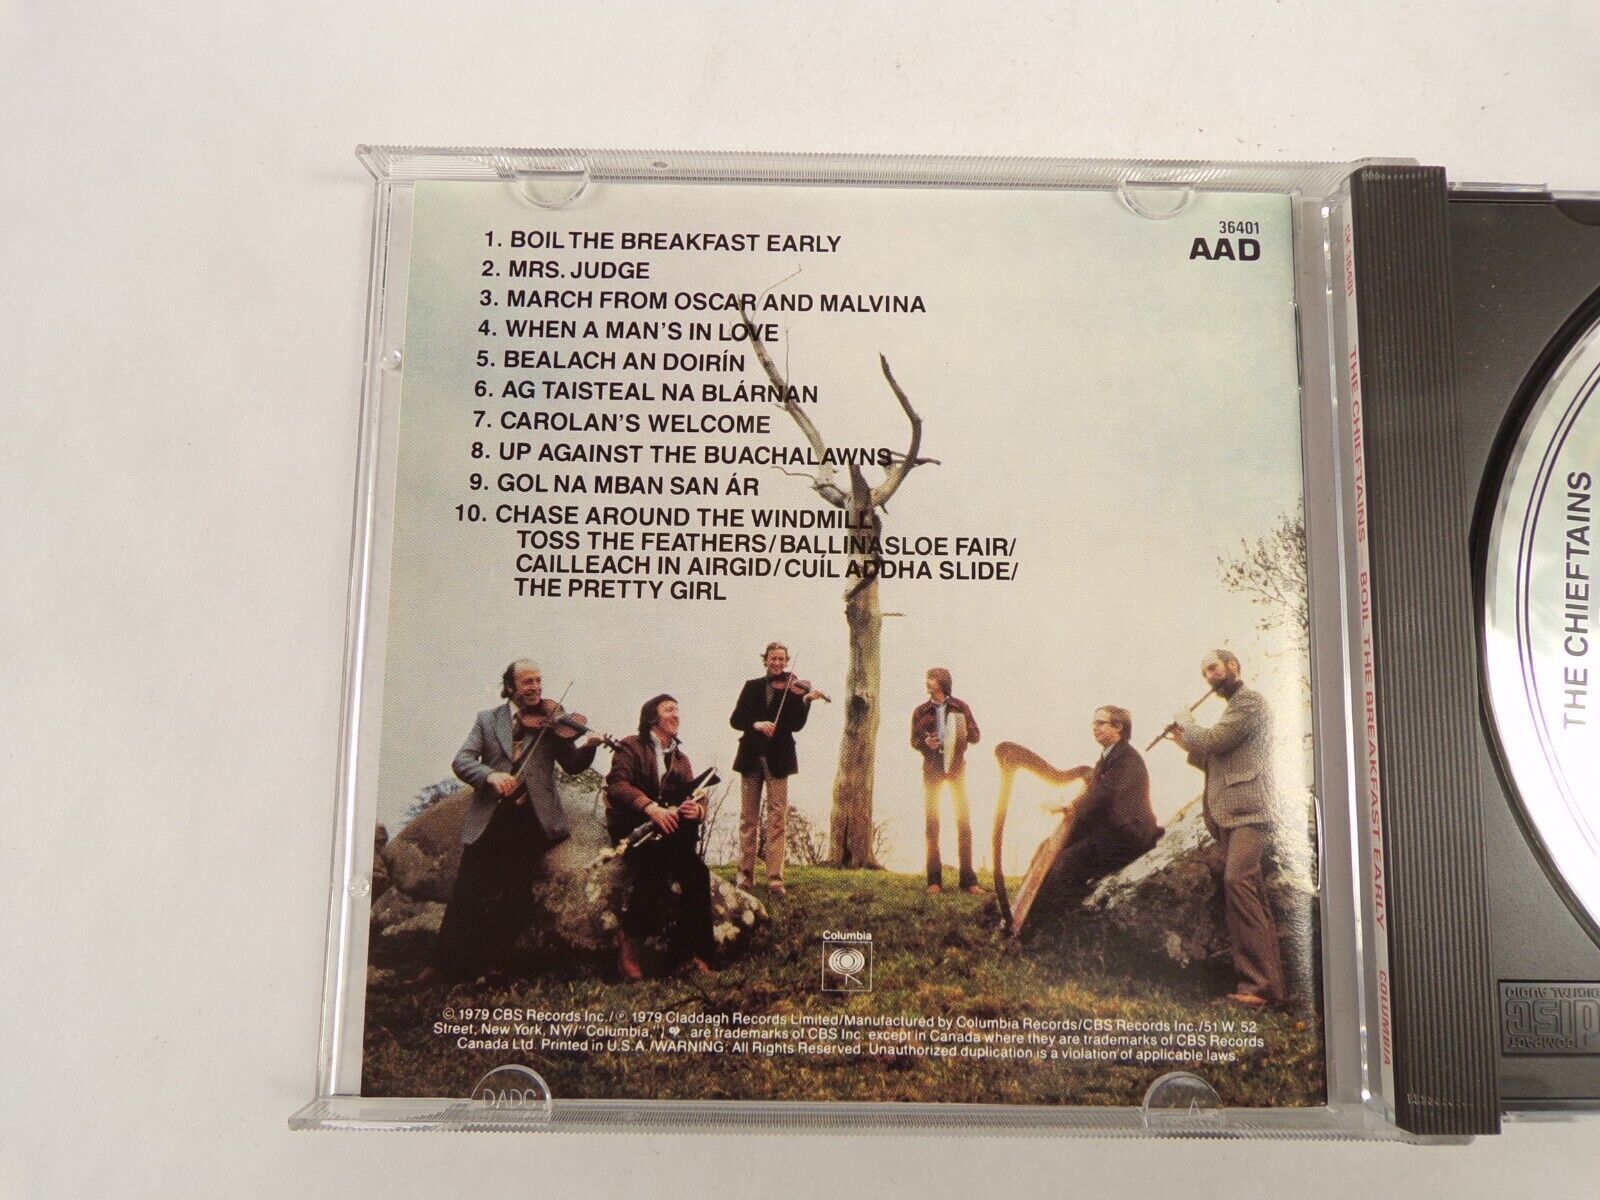 36401
AAD
1. BOIL THE BREAKFAST EARLY
2. MRS. JUDGE
3. MARCH FROM OSCAR AND MALVINA
4. WHEN A MAN'S IN LOVE
5. BEALACH AN DOIRÍN
6. AG TAISTEAL NA BLÁRNAN
7. CAROLAN'S WELCOME
8. UP AGAINST THE BUACHALAWNS
9. GOL NA MBAN SAN ÁR
10. CHASE AROUND THE WINDMILL
TOSS THE FEATHERS/BALLINASLOE FAIR/
CAILLEACH IN AIRGID/CUÍL ADDHA SLIDE/
THE PRETTY GIRL
Columbia
© 1979 CBS Records Inc./℗ 1979 Claddagh Records Limited/Manufactured by Columbia Records/CBS Records Inc./51 W. 52
Street, New York, NY/"Columbia," are trademarks of CBS Inc. except in Canada where they are trademarks of CBS Records
Canada Ltd. Printed in U.S.A./WARNING: All Rights Reserved. Unauthorized duplication is a violation of applicable laws.
DADC
A
CK 36401 THE CHIEFTAINS BOIL THE BREAKFAST EARLY COLUMBIA
THE CHIEFTAINS
COMPACT
DISC
DIGITAL AUDIO